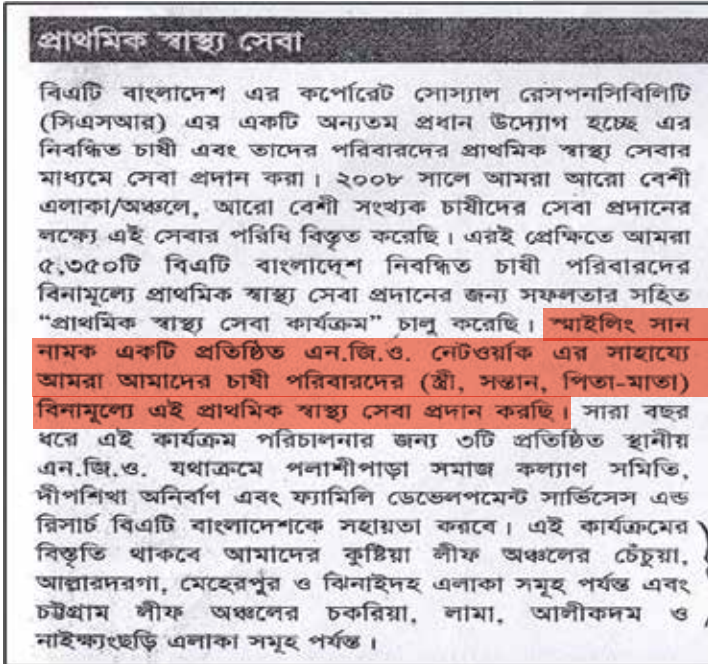 প্রাথমিক স্বাস্থ্য সেবা
বিএটি বাংলাদেশ এর কর্পোরেট সোস্যাল রেসপনসিবিলিটি
(সিএসআর) এর একটি অন্যতম প্রধান উদ্যোগ হচ্ছে এর
নিবন্ধিত চাষী এবং তাদের পরিবারদের প্রাথমিক স্বাস্থ্য সেবার
মাধ্যমে সেবা প্রদান করা। ২০০৮ সালে আমরা আরো বেশী
এলাকা/অঞ্চলে, আরো বেশী সংখ্যক চাষীদের সেবা প্রদানের
লক্ষ্যে এই সেবার পরিধি বিস্তৃত করেছি। এরই প্রেক্ষিতে আমরা
৫,৩৫০টি বিএটি বাংলাদেশ নিবন্ধিত চাষী পরিবারদের
বিনামূল্যে প্রাথমিক স্বাস্থ্য সেবা প্রদানের জন্য সফলতার সহিত
“প্রাথমিক স্বাস্থ্য সেবা কার্যক্রম” চালু করেছি। স্মাইলিং সান
নামক একটি প্রতিষ্ঠিত এন.জি.ও. নেটওর্য়াক এর সাহায্যে
আমরা আমাদের চাষী পরিবারদের (স্ত্রী, সন্তান, পিতা-মাতা)
বিনামূল্যে এই প্রাথমিক স্বাস্থ্য সেবা প্রদান করছি। সারা বছর
ধরে এই কার্যক্রম পরিচালনার জন্য ৩টি প্রতিষ্ঠিত স্থানীয়
এন.জি.ও. যথাক্রমে পলাশীপাড়া সমাজ কল্যাণ সমিতি,
দীপশিখা অনির্বাণ এবং ফ্যামিলি ডেভেলপমেন্ট সার্ভিসেস এন্ড
রিসার্চ বিএটি বাংলাদেশকে সহায়তা করবে। এই কার্যক্রমের
বিস্তৃতি থাকবে আমাদের কুষ্টিয়া লীফ অঞ্চলের চেঁচুয়া,
আল্লারদরগা, মেহেরপুর ও ঝিনাইদহ এলাকা সমূহ পর্যন্ত এবং
চট্টগ্রাম লীফ অঞ্চলের চকরিয়া, লামা, আলীকদম ও
নাইক্ষ্যংছড়ি এলাকা সমূহ পর্যন্ত।